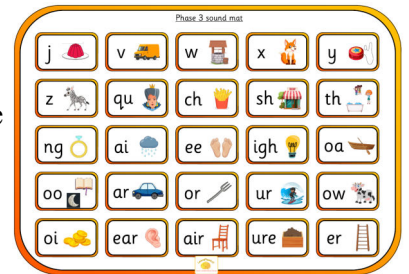 Phase 3 sound mat
j v w x y
z qu ch sh th
ng ai ee igh oa
oo ar or ur ow
oi ear air ure er